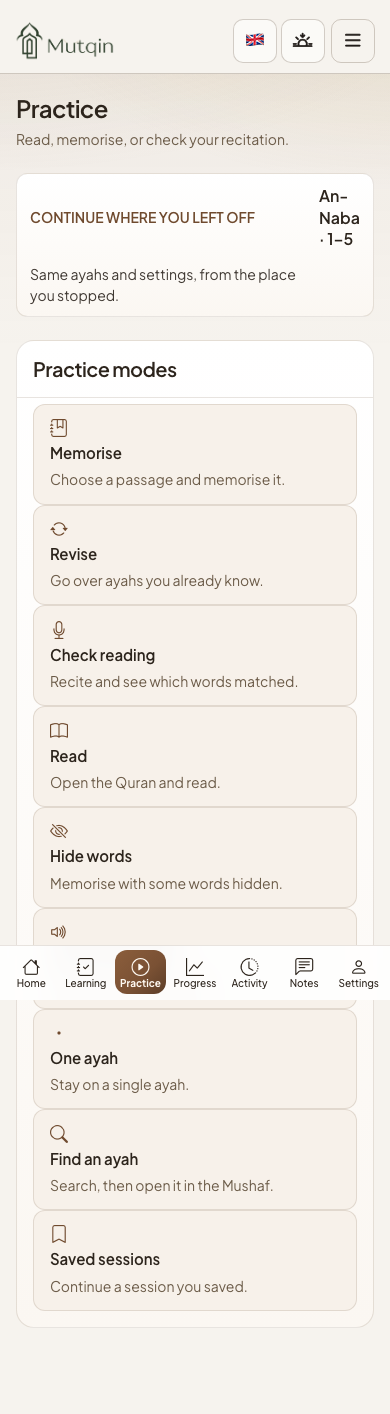 Mutqin
Practice
Read, memorise, or check your recitation.
CONTINUE WHERE YOU LEFT OFF
An-
Naba
· 1–5
Same ayahs and settings, from the place
you stopped.
Practice modes
Memorise
Choose a passage and memorise it.
Revise
Go over ayahs you already know.
Check reading
Recite and see which words matched.
Read
Open the Quran and read.
Hide words
Memorise with some words hidden.
Home
Learning
Practice
Progress
Activity
Notes
Settings
One ayah
Stay on a single ayah.
Find an ayah
Search, then open it in the Mushaf.
Saved sessions
Continue a session you saved.